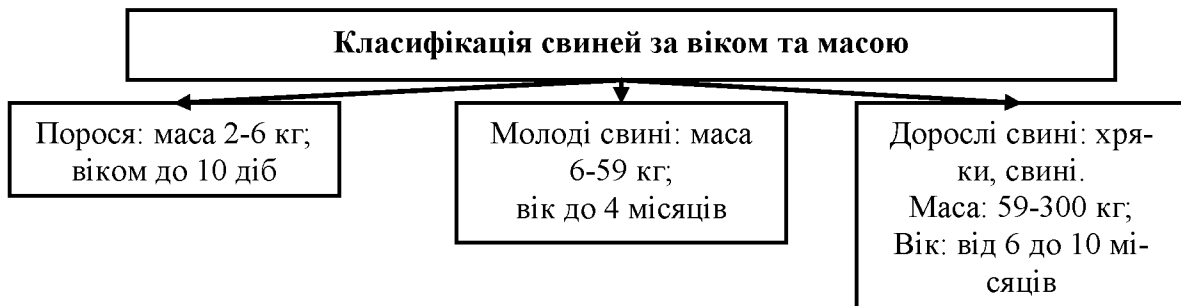 Класифікація свиней за віком та масою
Порося: маса 2-6 кг;
віком до 10 діб
Молоді свині: маса
6-59 кг;
вік до 4 місяців
Дорослі свині: хря-
ки, свині.
Маса: 59-300 кг;
Вік: від 6 до 10 мі-
сяців